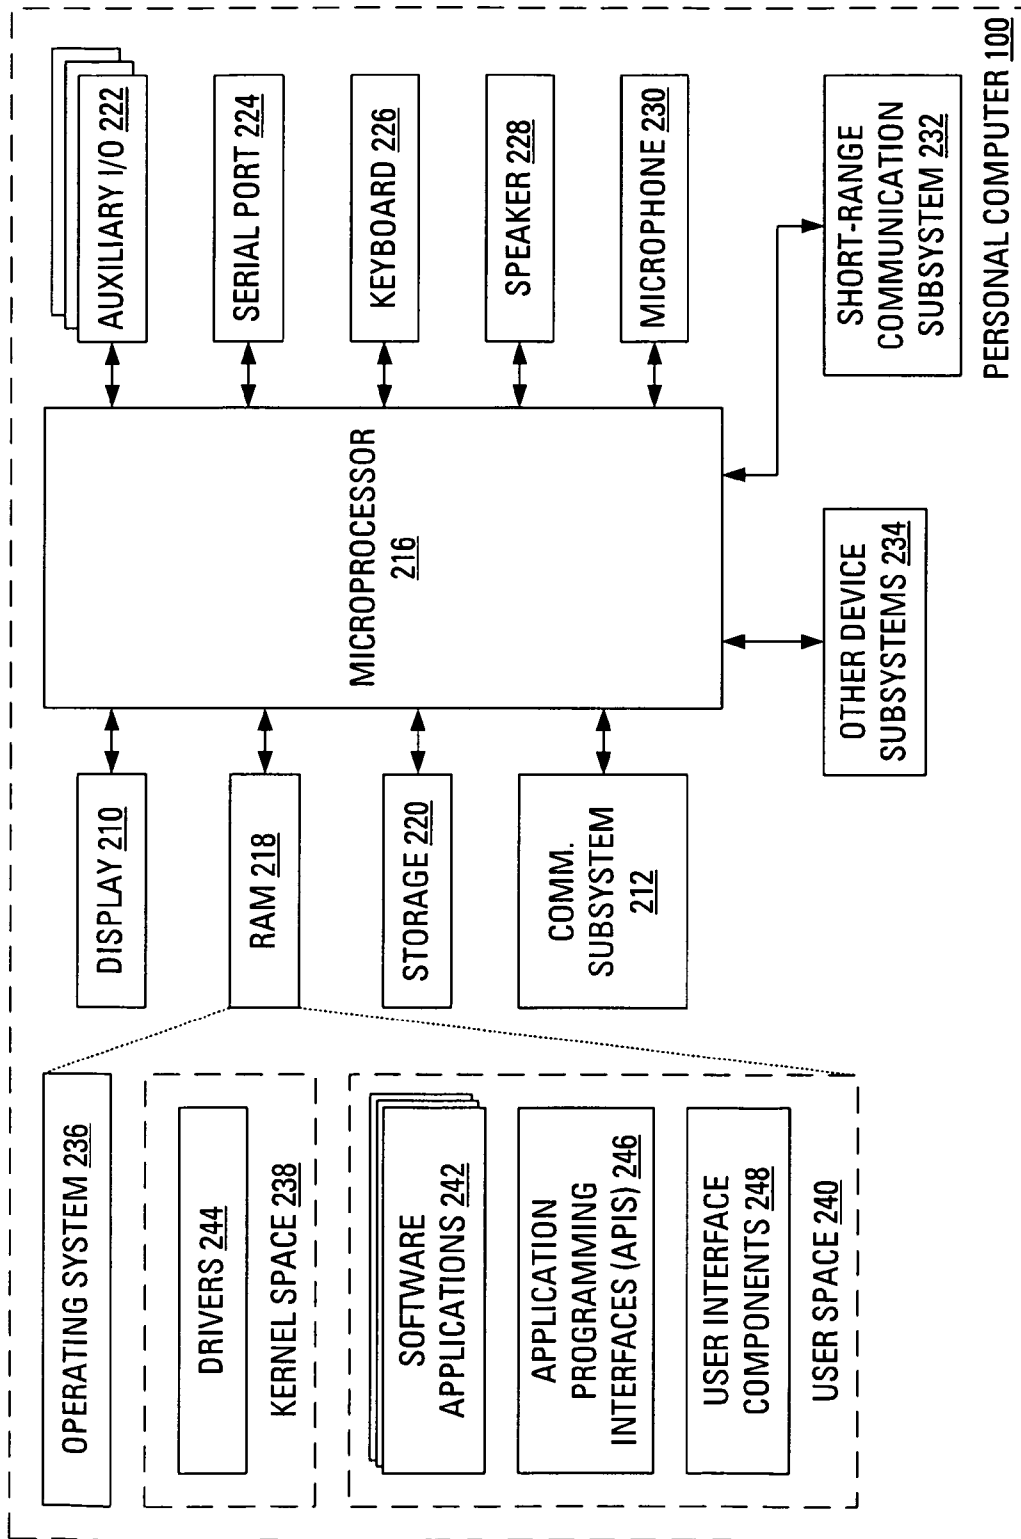 OPERATING SYSTEM 236
DRIVERS 244
KERNEL SPACE 238
SOFTWARE
APPLICATIONS 242
APPLICATION
PROGRAMMING
INTERFACES (APIS) 246
USER INTERFACE
COMPONENTS 248
USER SPACE 240
DISPLAY 210
RAM 218
STORAGE 220
COMM.
SUBSYSTEM
212
MICROPROCESSOR
216
AUXILIARY I/O 222
SERIAL PORT 224
KEYBOARD 226
SPEAKER 228
MICROPHONE 230
OTHER DEVICE
SUBSYSTEMS 234
SHORT-RANGE
COMMUNICATION
SUBSYSTEM 232
PERSONAL COMPUTER 100